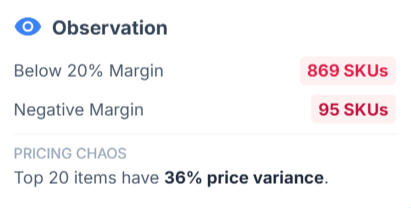 Observation
Below 20% Margin 869 SKUs
Negative Margin 95 SKUs
PRICING CHAOS
Top 20 items have 36% price variance.